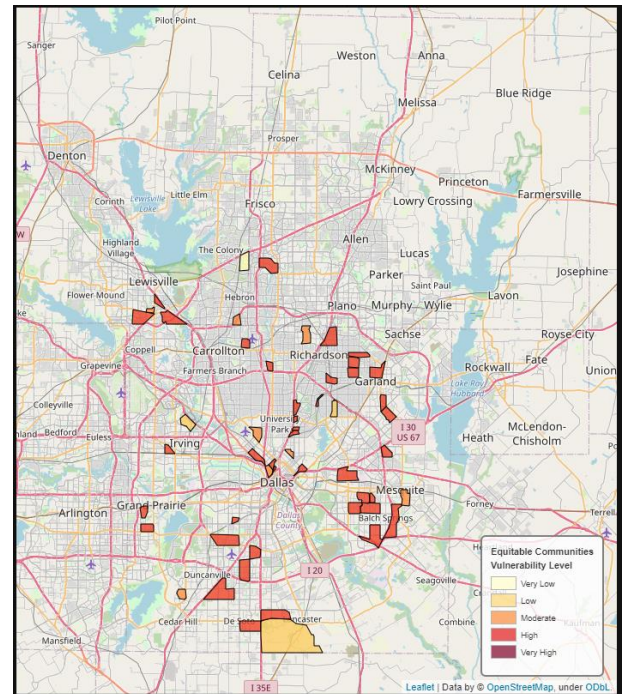 Pilot Point
Sanger
Weston
Anna
Celina
Blue Ridge
Melissa
Prosper
Denton
McKinney
Princeton
Corinth
Little Elm
Lewisville
Lake
Frisco
Lowry Crossing
Farmersville
Highland
Village
Allen
The Colony
Lucas
Lewisville
Parker
Josephine
Saint Paul
Flower Mound
Hebron
Plano
Murphy
Wylie
Lavon
Coppell
Carrollton
Richardson
Sachse
Royse City
Grapevine
Farmers Branch
Garland
Rockwall
Fate
Union
Lake Ray
Hubbard
Colleyville
University
Park
I 30
US 67
McLendon-
Chisholm
Bedford
Euless
Irving
Heath
Dallas
Mesquite
Forney
Arlington
Grand Prairie
Dallas
County
Balch Springs
I 20
Duncanville
Seagoville
Cedar Hill
De Soto
Lancaster
Combine
Mansfield
I 35E
Equitable Communities
Vulnerability Level
Very Low
Low
Moderate
High
Very High
Leaflet | Data by © OpenStreetMap, under ODbL.